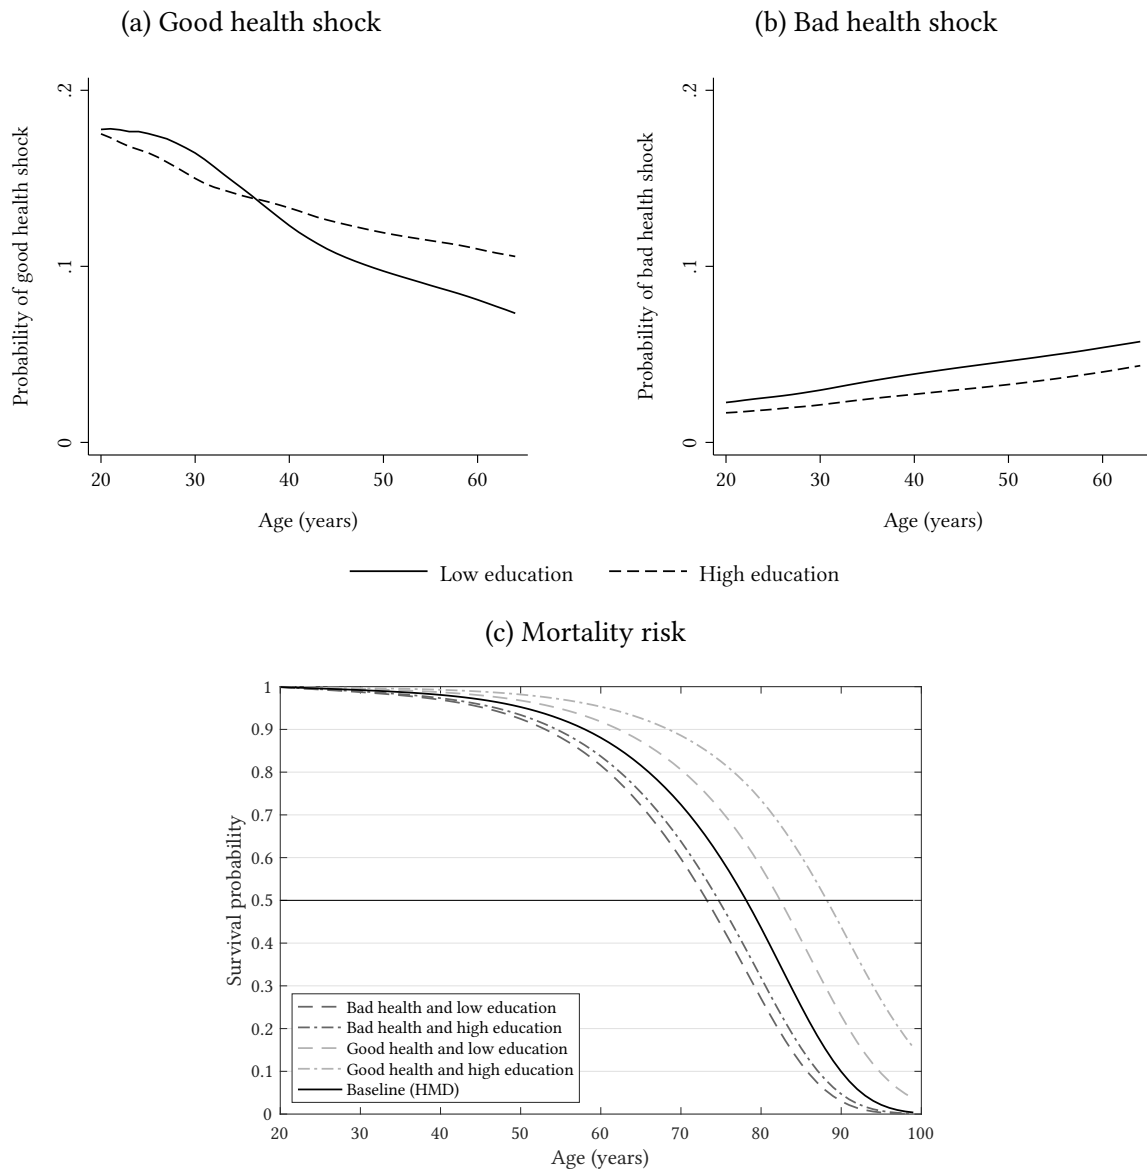 (a) Good health shock
Probability of good health shock
.2
.1
0
20 30 40 50 60
Age (years)
(b) Bad health shock
Probability of bad health shock
.2
.1
0
20 30 40 50 60
Age (years)
Low education High education
(c) Mortality risk
Survival probability
1
0.9
0.8
0.7
0.6
0.5
0.4
0.3
0.2
0.1
0
Bad health and low education
Bad health and high education
Good health and low education
Good health and high education
Baseline (HMD)
20 30 40 50 60 70 80 90 100
Age (years)